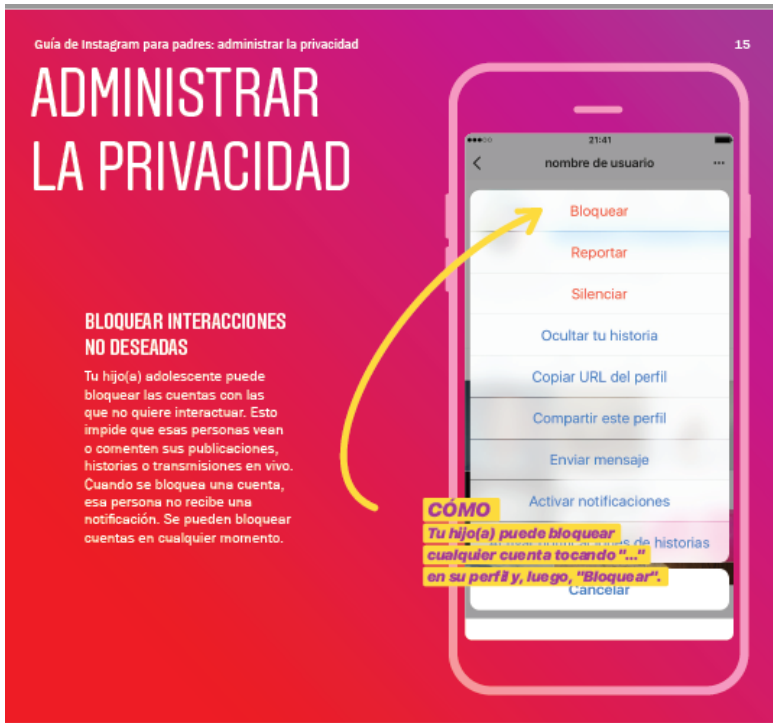 Guía de Instagram para padres: administrar la privacidad
15
ADMINISTRAR
LA PRIVACIDAD
BLOQUEAR INTERACCIONES
NO DESEADAS
Tu hijo(a) adolescente puede
bloquear las cuentas con las
que no quiere interactuar. Esto
impide que esas personas vean
o comenten sus publicaciones,
historias o transmisiones en vivo.
Cuando se bloquea una cuenta,
esa persona no recibe una
notificación. Se pueden bloquear
cuentas en cualquier momento.
21:41
nombre de usuario
...
Bloquear
Reportar
Silenciar
Ocultar tu historia
Copiar URL del perfil
Compartir este perfil
Enviar mensaje
Activar notificaciones
de historias
Cancelar
CÓMO
Tu hijo(a) puede bloquear
cualquier cuenta tocando "..."
en su perfil y, luego, "Bloquear".